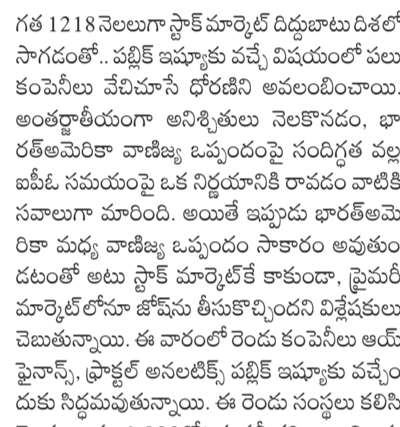 గత 1218 నెలలుగా స్టాక్ మార్కెట్ దిద్దుబాటు దిశలో
సాగడంతో.. పబ్లిక్ ఇష్యూకు వచ్చే విషయంలో పలు
కంపెనీలు వేచిచూసే ధోరణిని అవలంబించాయి.
అంతర్జాతీయంగా అనిశ్చితులు నెలకొనడం, భా
రత్అమెరికా వాణిజ్య ఒప్పందంపై సందిగ్ధత వల్ల
ఐపీఓ సమయంపై ఒక నిర్ణయానికి రావడం వాటికి
సవాలుగా మారింది. అయితే ఇప్పుడు భారత్అమె
రికా మధ్య వాణిజ్య ఒప్పందం సాకారం అవుతుం
డటంతో అటు స్టాక్ మార్కెట్‌కే కాకుండా, ప్రైమరీ
మార్కెట్‌లోనూ జోష్‌ను తీసుకొచ్చిందని విశ్లేషకులు
చెబుతున్నాయి. ఈ వారంలో రెండు కంపెనీలు ఆయ్
ఫైనాన్స్, ఫ్రాక్టల్ అనలటిక్స్ పబ్లిక్ ఇష్యూకు వచ్చేం
దుకు సిద్ధమవుతున్నాయి. ఈ రెండు సంస్థలు కలిసి